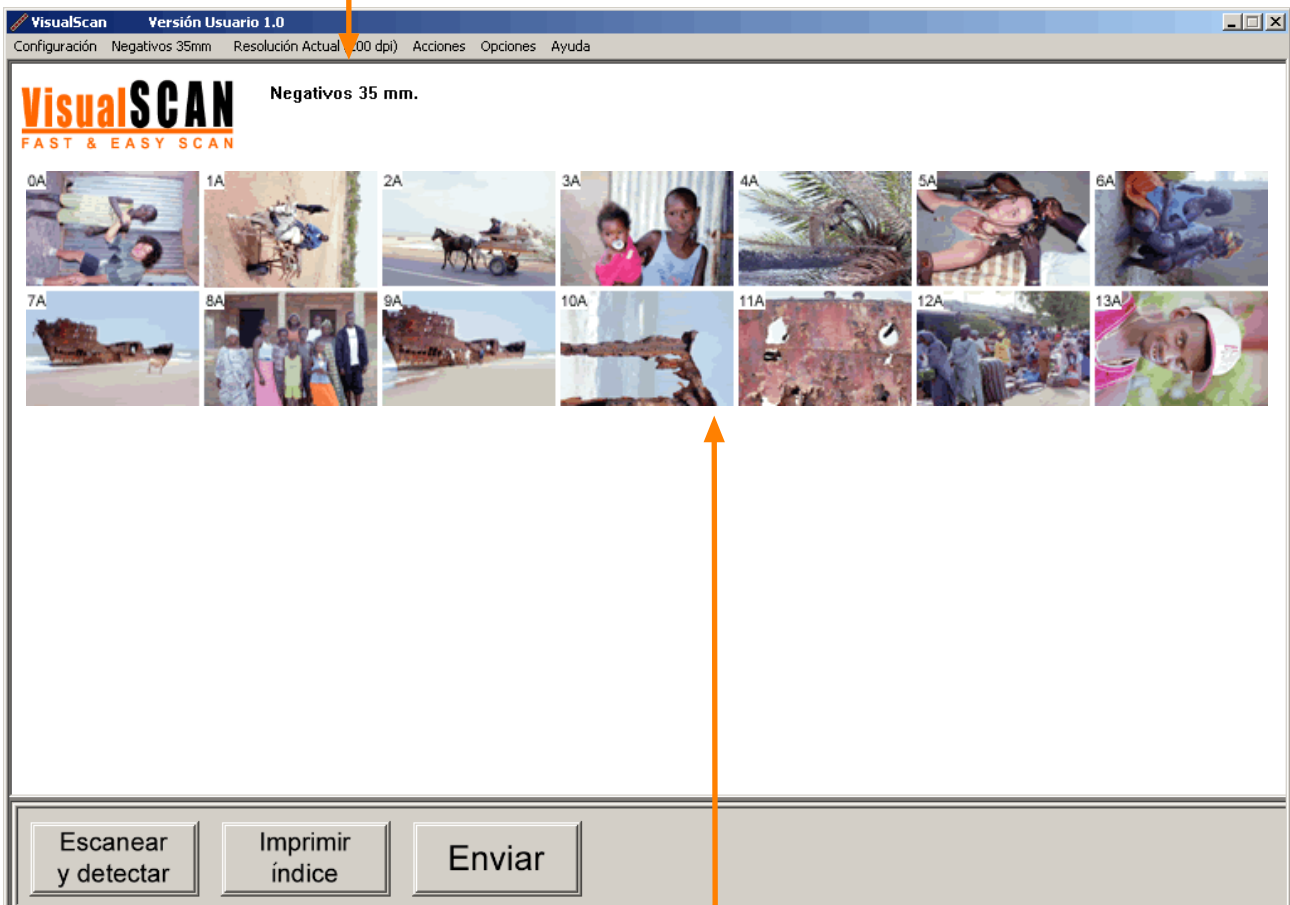 VisualScan Versión Usuario 1.0
Configuración Negativos 35mm Resolución Actual 00 dpi) Acciones Opciones Ayuda
VisualSCAN
FAST & EASY SCAN
Negativos 35 mm.
0A 1A 2A 3A 4A 5A 6A
7A 8A 9A 10A 11A 12A 13A
Escanear
y detectar
Imprimir
índice
Enviar